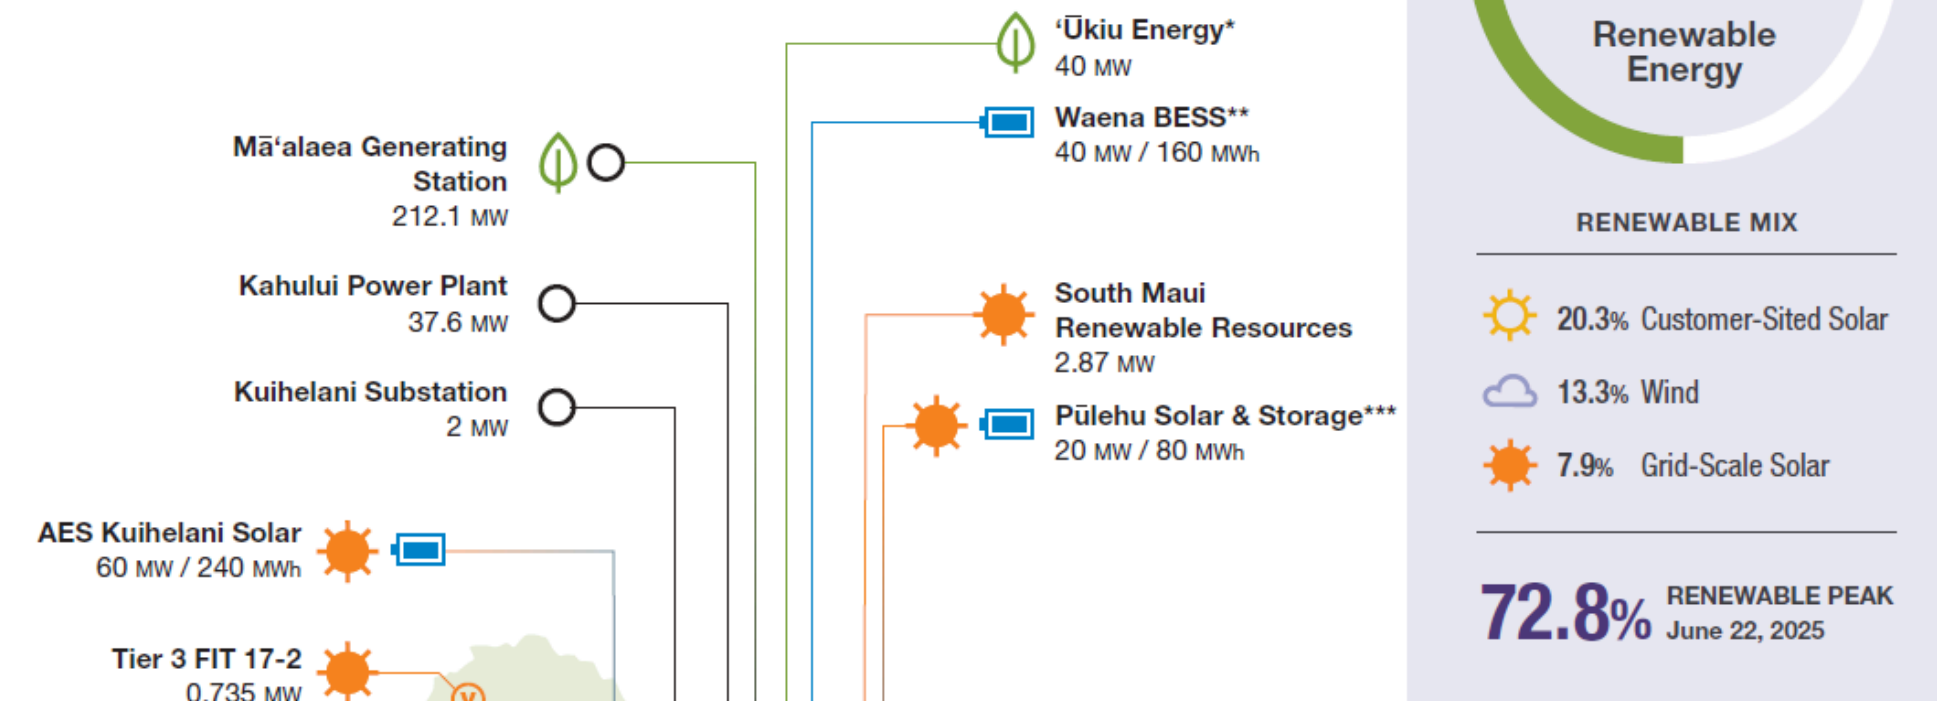 ʻŪkiu Energy*
40 MW
Waena BESS**
40 MW / 160 MWh
Māʻalaea Generating
Station
212.1 MW
Kahului Power Plant
37.6 MW
Kuihelani Substation
2 MW
South Maui
Renewable Resources
2.87 MW
Pūlehu Solar & Storage***
20 MW / 80 MWh
AES Kuihelani Solar
60 MW / 240 MWh
Tier 3 FIT 17-2
0.735 MW
V
Renewable
Energy
RENEWABLE MIX
20.3% Customer-Sited Solar
13.3% Wind
7.9% Grid-Scale Solar
72.8% RENEWABLE PEAK
June 22, 2025